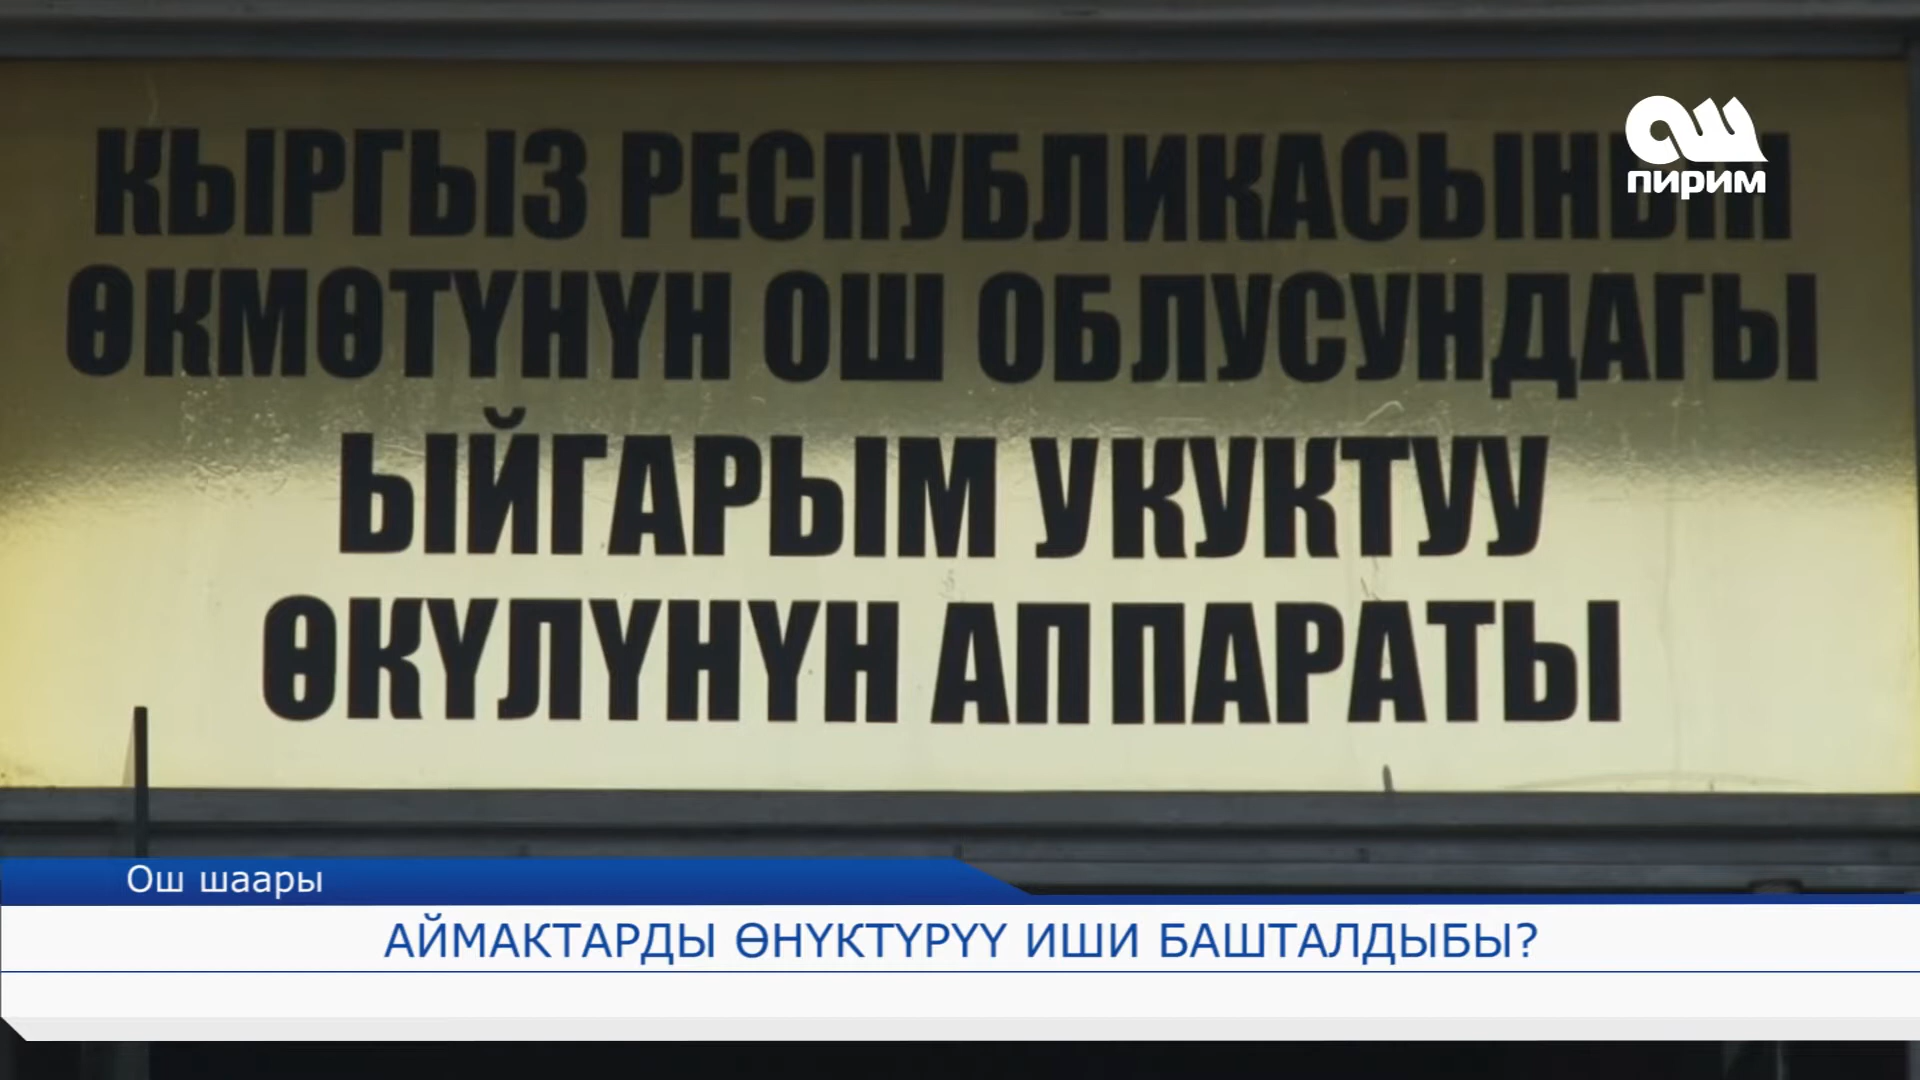 ОШ
ПИРИМ
КЫРГЫЗ РЕСПУБЛИКАСЫНЫН
ӨКМӨТҮНҮН ОШ ОБЛУСУНДАГЫ
ЫЙГАРЫМ УКУКТУУ
ӨКҮЛҮНҮН АППАРАТЫ
Ош шаары
АЙМАКТАРДЫ ӨНҮКТҮРҮҮ ИШИ БАШТАЛДЫБЫ?